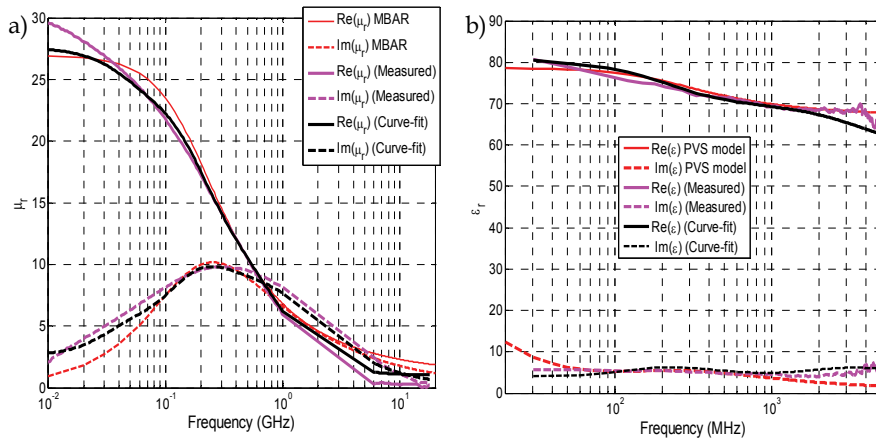 a)
30
25
20
15
10
5
0
μr
10-2
10-1
100
101
Frequency (GHz)
Re(μr) MBAR
Im(μr) MBAR
Re(μr) (Measured)
Im(μr) (Measured)
Re(μr) (Curve-fit)
Im(μr) (Curve-fit)
b)
90
80
70
60
50
40
30
20
10
0
εr
102
103
Frequency (MHz)
Re(ε) PVS model
Im(ε) PVS model
Re(ε) (Measured)
Im(ε) (Measured)
Re(ε) (Curve-fit)
Im(ε) (Curve-fit)